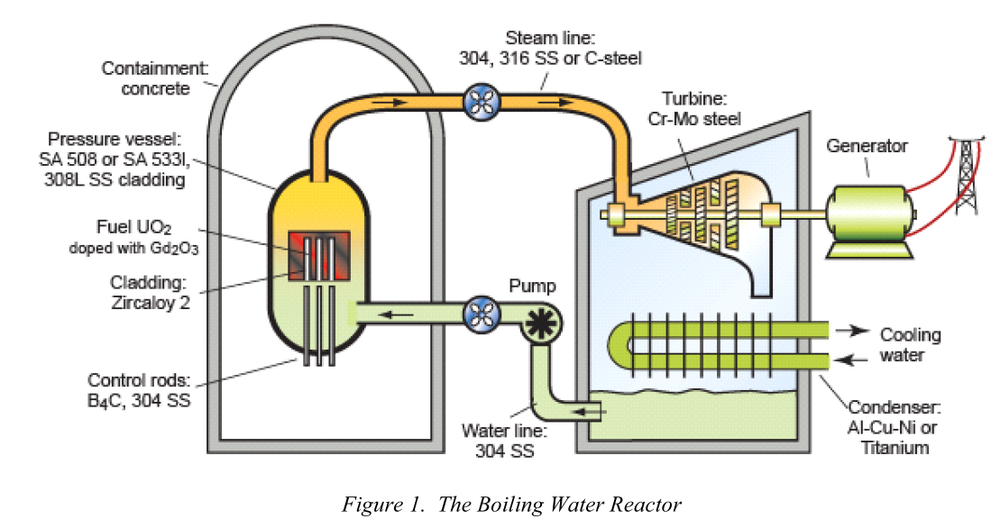 Steam line:
304, 316 SS or C-steel
Containment:
concrete
Turbine:
Cr-Mo steel
Pressure vessel:
SA 508 or SA 533I,
308L SS cladding
Generator
Fuel UO2
doped with Gd2O3
Cladding:
Zircaloy 2
Pump
Cooling
water
Control rods:
B4C, 304 SS
Water line:
304 SS
Condenser:
Al-Cu-Ni or
Titanium
Figure 1. The Boiling Water Reactor